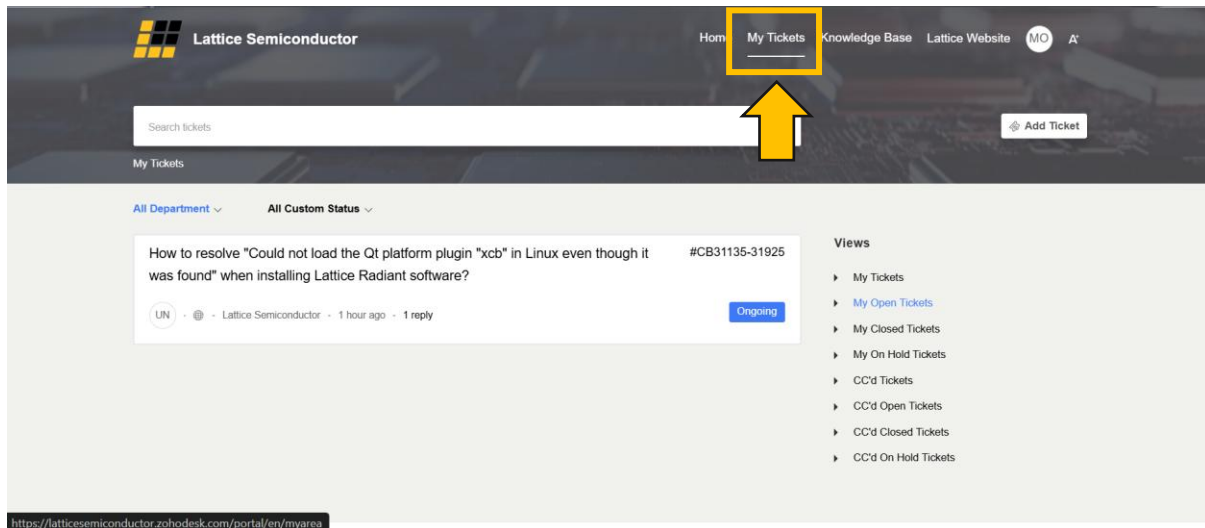 Lattice Semiconductor
Home My Tickets Knowledge Base Lattice Website MO A
Search tickets
Add Ticket
My Tickets
All Department
All Custom Status
How to resolve "Could not load the Qt platform plugin "xcb" in Linux even though it
was found" when installing Lattice Radiant software?
#CB31135-31925
UN - - Lattice Semiconductor - 1 hour ago - 1 reply
Ongoing
Views
My Tickets
My Open Tickets
My Closed Tickets
My On Hold Tickets
CC'd Tickets
CC'd Open Tickets
CC'd Closed Tickets
CC'd On Hold Tickets
https://latticesemiconductor.zohodesk.com/portal/en/myarea